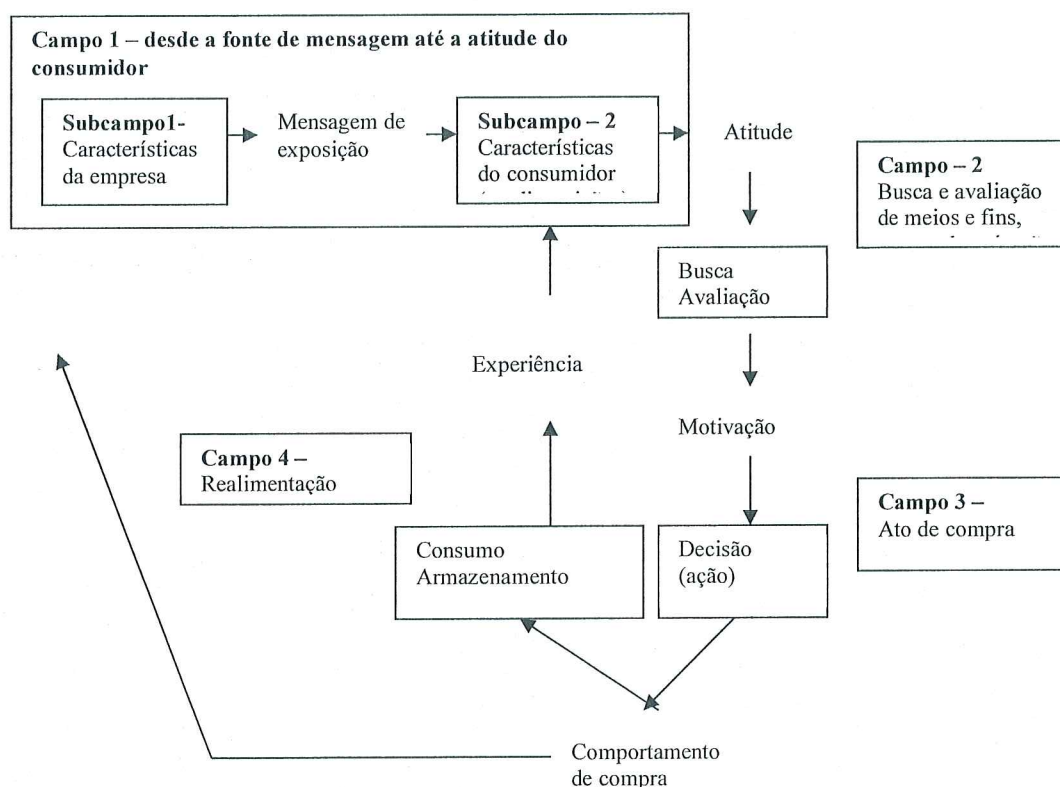 Campo 1 – desde a fonte de mensagem até a atitude do
consumidor
Subcampo1-
Características
da empresa
Mensagem de
exposição
Subcampo – 2
Características
do consumidor
Atitude
Campo – 2
Busca e avaliação
de meios e fins,
Busca
Avaliação
Experiência
Motivação
Campo 4 –
Realimentação
Campo 3 –
Ato de compra
Consumo
Armazenamento
Decisão
(ação)
Comportamento
de compra